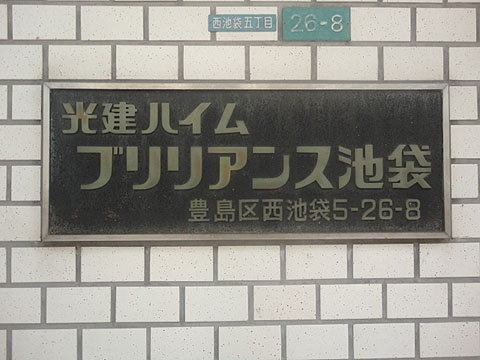 西池袋五丁目 26-8
光建ハイム
ブリリアンス池袋
豊島区西池袋5-26-8